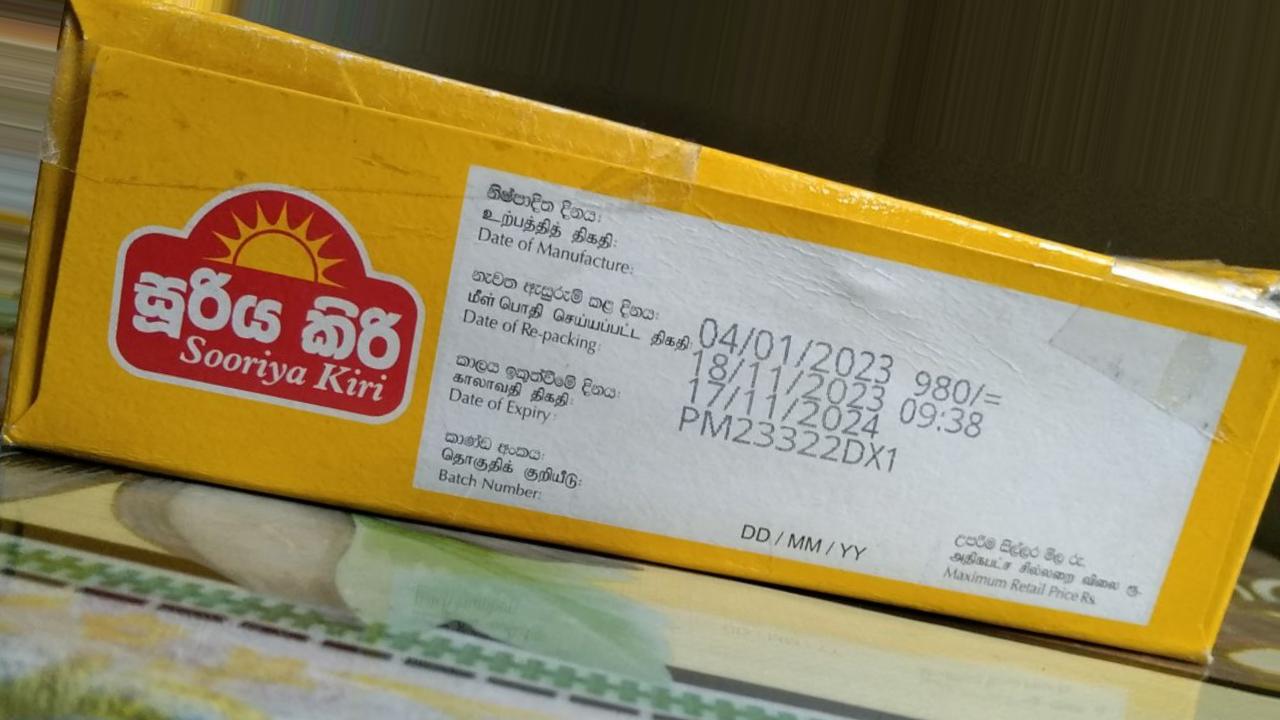 සූරිය කිරි
Sooriya Kiri
නිෂ්පාදිත දිනය:
உற்பத்தித் திகதி:
Date of Manufacture:
නැවත ඇසුරුම් කළ දිනය:
மீள் பொதி செய்யப்பட்ட திகதி:
Date of Re-packing:
කාලය ඉකුත්වීමේ දිනය:
காலாவதி திகதி:
Date of Expiry:
කාණ්ඩ අංකය:
தொகுதிக் குறியீடு:
Batch Number:
04/01/2023 980/=
18/11/2023 09:38
17/11/2024
PM23322DX1
DD / MM / YY
උපරිම සිල්ලර මිල රු.
அதிகபட்ச சில்லறை விலை ரூ.
Maximum Retail Price Rs.